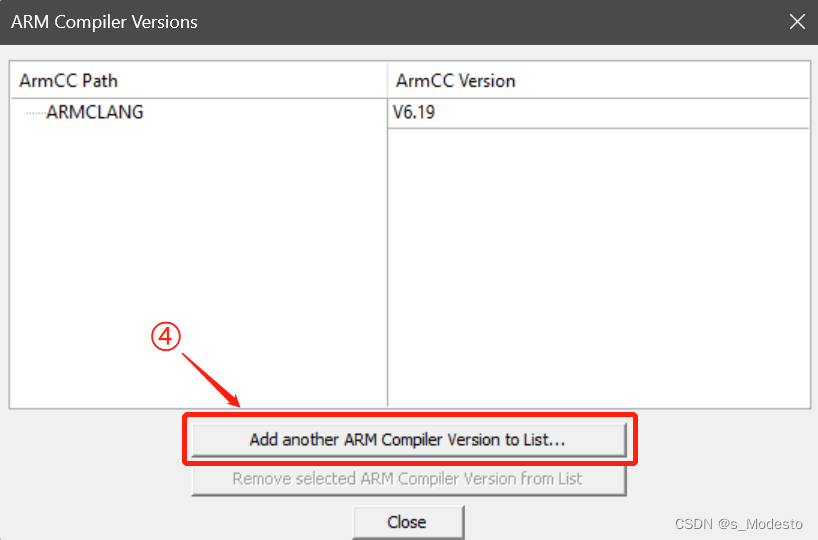 ARM Compiler Versions
ArmCC Path ArmCC Version
ARMCLANG V6.19
④
Add another ARM Compiler Version to List...
Remove selected ARM Compiler Version from List
Close
CSDN @s_Modesto